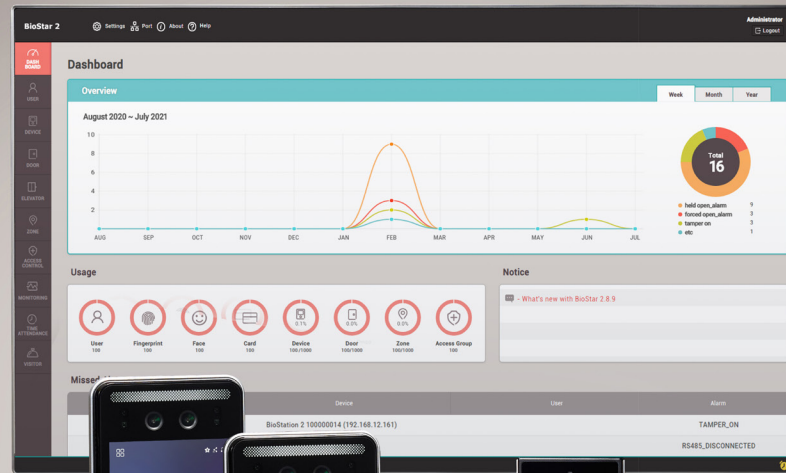 BioStar 2 Settings Port About Help Administrator
Logout
DASH BOARD
USER
DEVICE
DOOR
ELEVATOR
ZONE
ACCESS CONTROL
MONITORING
TIME ATTENDANCE
VISITOR
Dashboard
Overview Week Month Year
August 2020 ~ July 2021
10
8
6
4
2
AUG SEP OCT NOV DEC JAN FEB MAR APR MAY JUN JUL
Total
16
held open_alarm 9
forced open_alarm 3
tamper on 3
etc 1
Usage
User
100
Fingerprint
100
Face
100
Card
100
0.1%
Device
100/1000
0.0%
Door
100/1000
0.0%
Zone
100/1000
Access Group
100
Notice
- What's new with BioStar 2.8.9
Missed
Device User Alarm
BioStation 2 100000014 (192.168.12.161) TAMPER_ON
RS485_DISCONNECTED